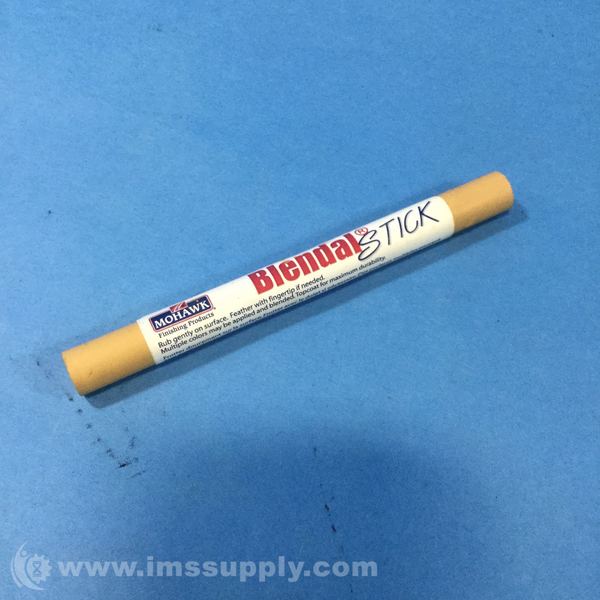 Blendal® STICK
MOHAWK®
Finishing Products
Rub gently on surface. Feather with fingertip if needed.
Multiple colors may be applied and blended. Topcoat for maximum durability.
www.imssupply.com